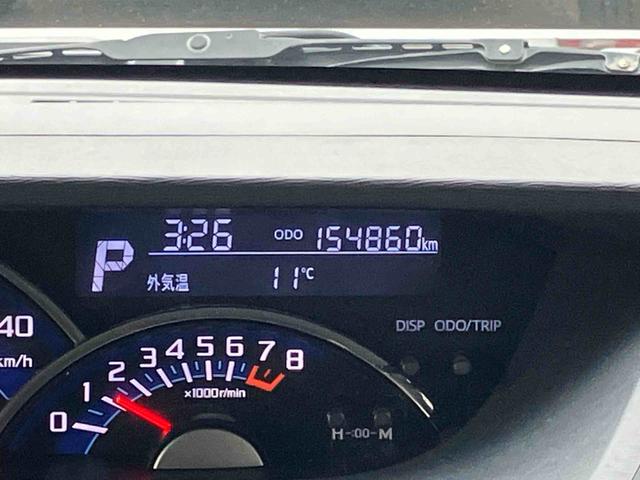 3:26 ODO 154860km
P
外気温 11℃
40
km/h
DISP ODO/TRIP
0 1 2 3 4 5 6 7 8
×1000r/min
H-:00-M